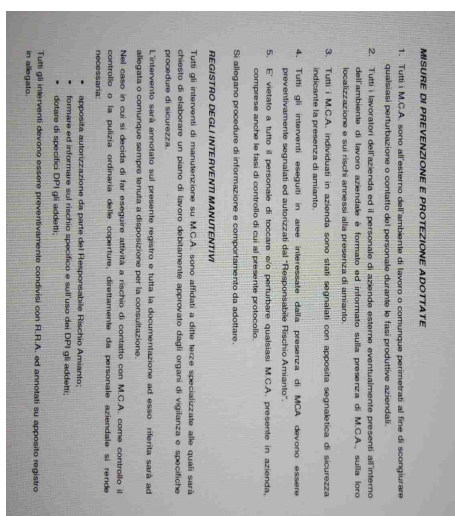 MISURE DI PREVENZIONE E PROTEZIONE ADOTTATE
1. Tutti i M.C.A. sono all'esterno dell'ambiente di lavoro o comunque perimetrati al fine di scongiurare
qualsiasi perturbazione o contatto del personale durante le fasi produttive aziendali.
2. Tutti i lavoratori dell'azienda ed il personale di aziende esterne eventualmente presenti all'interno
dell'ambiente di lavoro aziendale è formato ed informato sulla presenza di M.C.A., sulla loro
localizzazione e sui rischi annessi alla presenza di amianto.
3. Tutti i M.C.A. individuati in azienda sono stati segnalati con apposita segnaletica di sicurezza
indicante la presenza di amianto.
4. Tutti gli interventi eseguiti in aree interessate dalla presenza di MCA devono essere
preventivamente segnalati ed autorizzati dal "Responsabile Rischio Amianto".
5. E' vietato a tutto il personale di toccare e/o perturbare qualsiasi M.C.A. presente in azienda,
comprese anche le fasi di controllo di cui al presente protocollo.
Si allegano procedure di informazione e comportamento da adottare.
REGISTRO DEGLI INTERVENTI MANUTENTIVI
Tutti gli interventi di manutenzione su M.C.A. sono affidati a ditte terze specializzate alle quali sarà
chiesto di elaborare un piano di lavoro debitamente approvato dagli organi di vigilanza e specifiche
procedure di sicurezza.
L'intervento sarà annotato sul presente registro e tutta la documentazione ad esso riferita sarà ad
allegata o comunque sempre tenuta a disposizione per la consultazione.
Nel caso in cui si decida di far eseguire attività a rischio di contatto con M.C.A. come controllo il
controllo o la pulizia ordinaria delle coperture, direttamente da personale aziendale si rende
necessaria:
• apposita autorizzazione da parte del Responsabile Rischio Amianto;
• formare ed informare sul rischio specifico e sull'uso dei DPI gli addetti;
• dotare di specifici DPI gli addetti;
Tutti gli interventi devono essere preventivamente condivisi con R.R.A. ed annotati su apposito registro
in allegato.